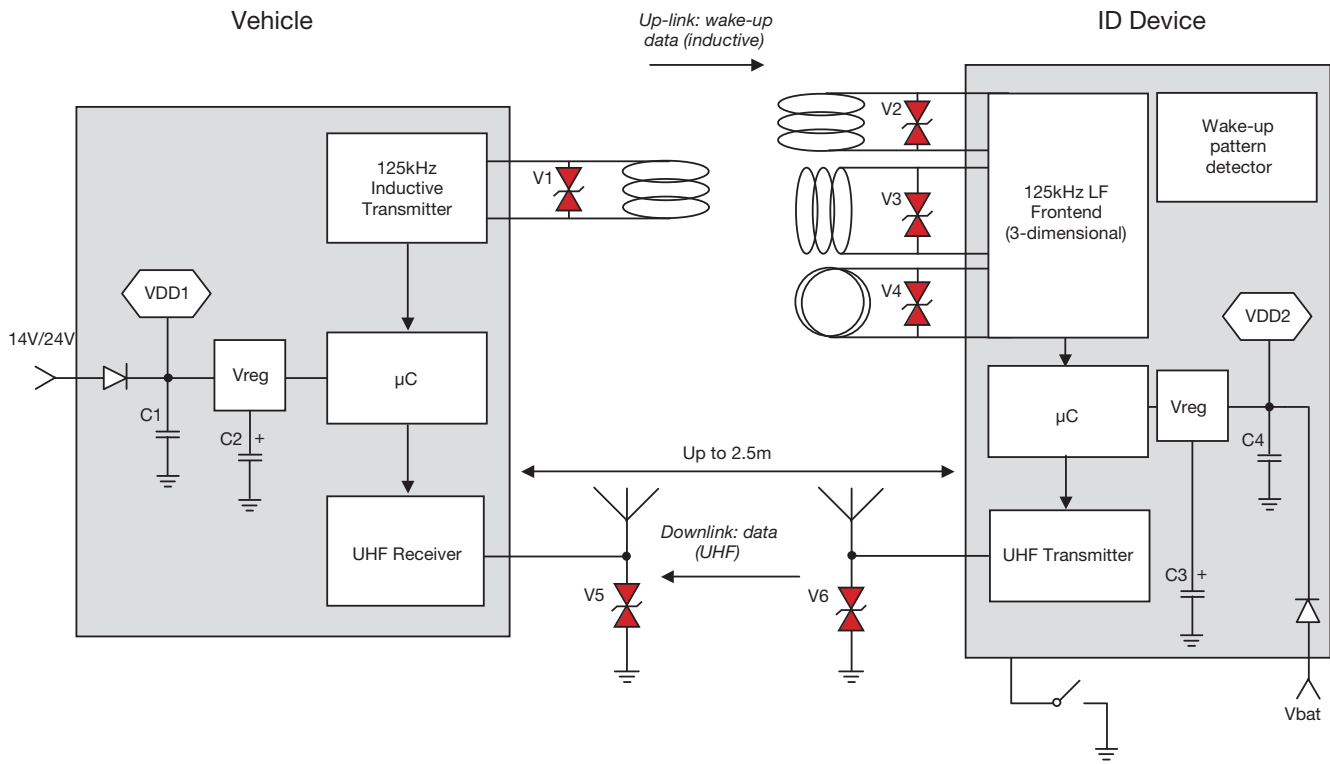 Vehicle
Up-link: wake-up
data (inductive)
ID Device
125kHz
Inductive
Transmitter
V1
V2
V3
V4
125kHz LF
Frontend
(3-dimensional)
Wake-up
pattern
detector
VDD1
14V/24V
Vreg
µC
C1
C2
+
UHF Receiver
Up to 2.5m
Downlink: data
(UHF)
V5
V6
VDD2
µC
Vreg
C4
UHF Transmitter
C3
+
Vbat